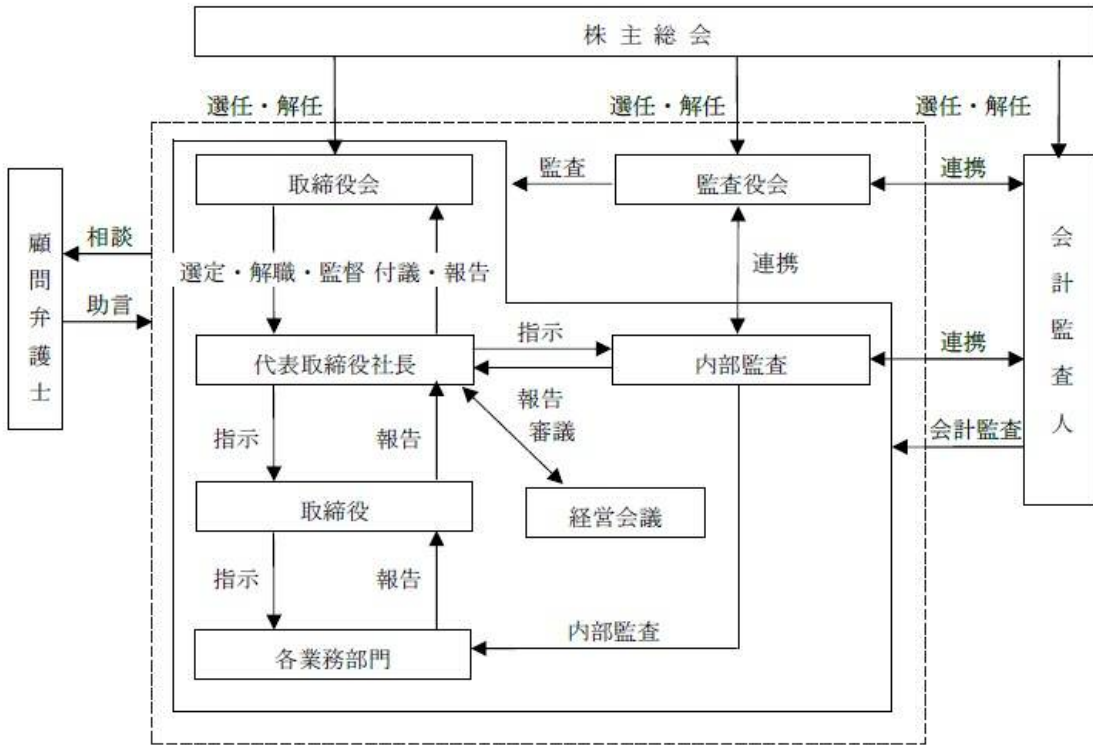 株主総会
選任・解任
選任・解任
選任・解任
取締役会
監査
監査役会
連携
顧問弁護士
相談
助言
選定・解職・監督
付議・報告
連携
会計監査人
代表取締役社長
指示
報告
内部監査
連携
審議
会計監査
指示
報告
取締役
経営会議
指示
報告
内部監査
各業務部門